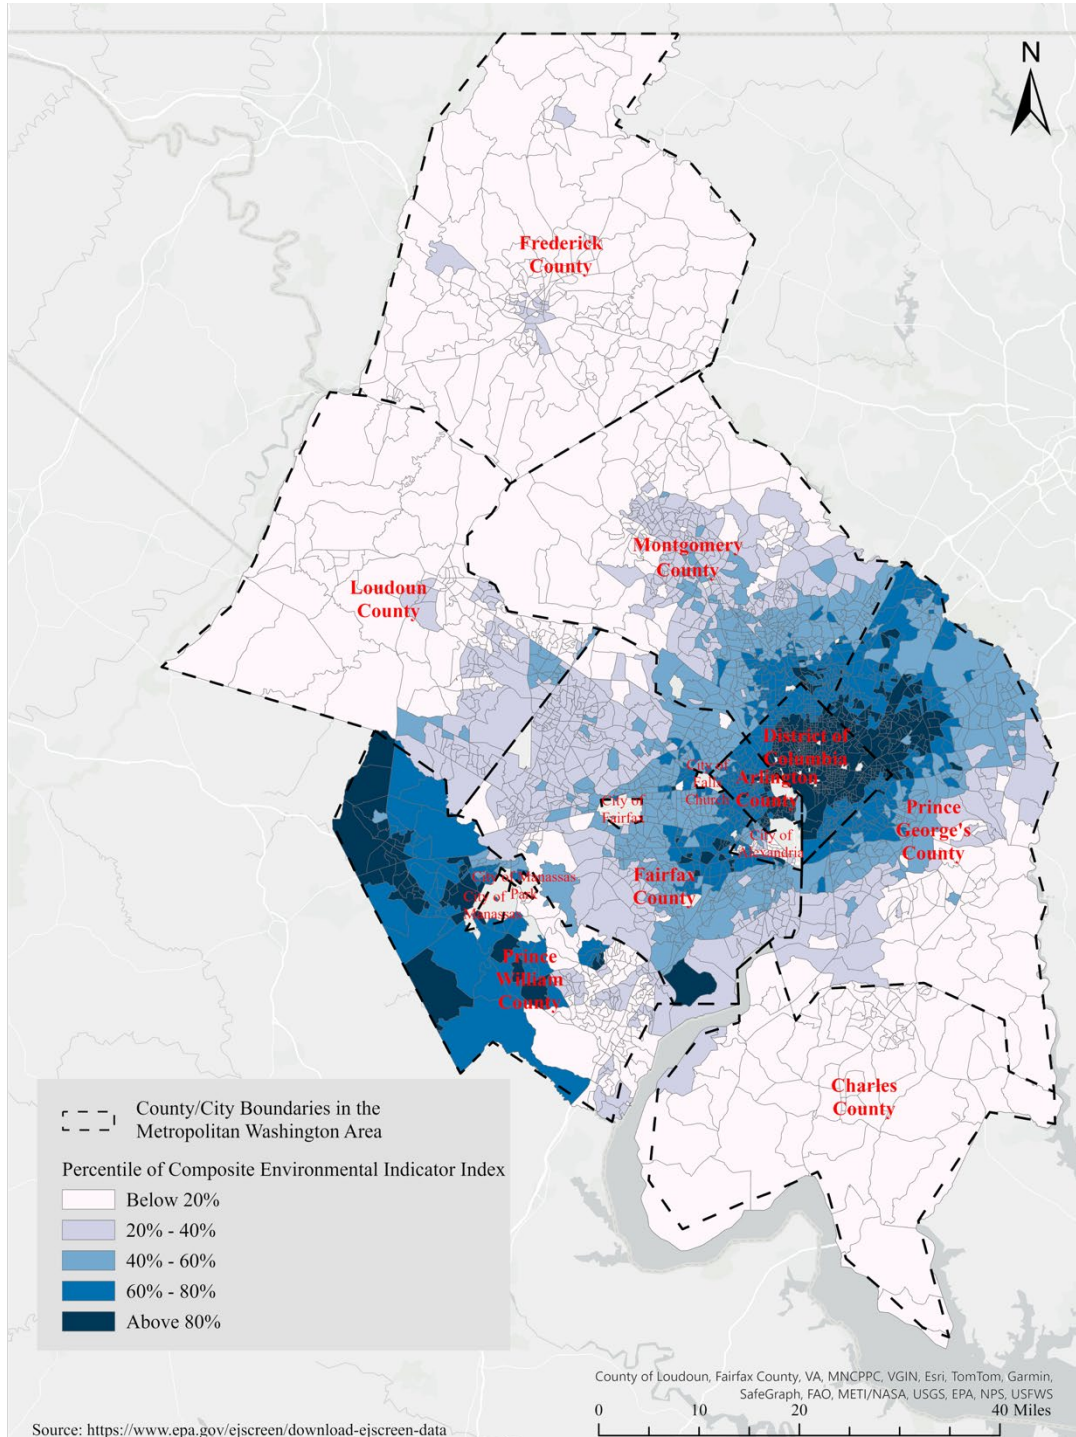 N
Frederick
County
Montgomery
County
Loudoun
County
District of
Columbia
City of
Falls
Church
Arlington
County
City of
Fairfax
Prince
George's
County
City of
Alexandria
Fairfax
County
City of Manassas
Park
City of
Manassas
Prince
William
County
Charles
County
County/City Boundaries in the
Metropolitan Washington Area
Percentile of Composite Environmental Indicator Index
Below 20%
20% - 40%
40% - 60%
60% - 80%
Above 80%
County of Loudoun, Fairfax County, VA, MNCPPC, VGIN, Esri, TomTom, Garmin,
SafeGraph, FAO, METI/NASA, USGS, EPA, NPS, USFWS
0 10 20 40 Miles
Source: https://www.epa.gov/ejscreen/download-ejscreen-data